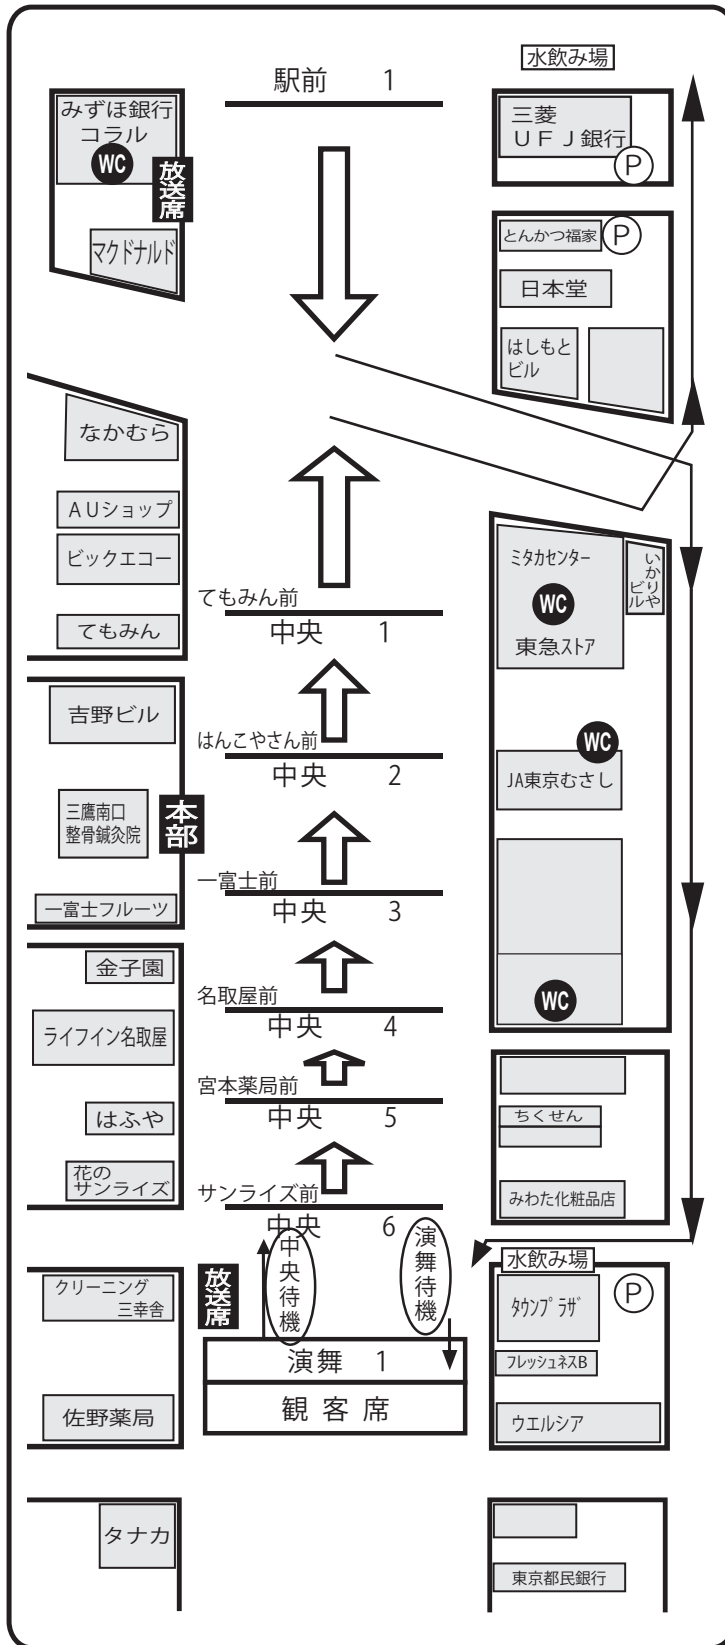 水飲み場
駅前 1
みずほ銀行
コラル
WC
放送席
マクドナルド
三菱
UFJ銀行
P
とんかつ福家
P
日本堂
はしもと
ビル
なかむら
AUショップ
ビックエコー
てもみん
てもみん前
中央 1
ミタカセンター
WC
東急ストア
いかりや
ビル
吉野ビル
はんこやさん前
中央 2
WC
JA東京むさし
三鷹南口
整骨鍼灸院
本部
一富士フルーツ
一富士前
中央 3
金子園
名取屋前
中央 4
WC
ライフイン名取屋
宮本薬局前
中央 5
はふや
ちくせん
花の
サンライズ
サンライズ前
中央 6
みわた化粧品店
中央待機
演舞待機
放送席
水飲み場
クリーニング
三幸舎
タウンプラザ
P
演舞 1
フレッシュネスB
観客席
佐野薬局
ウエルシア
タナカ
東京都民銀行